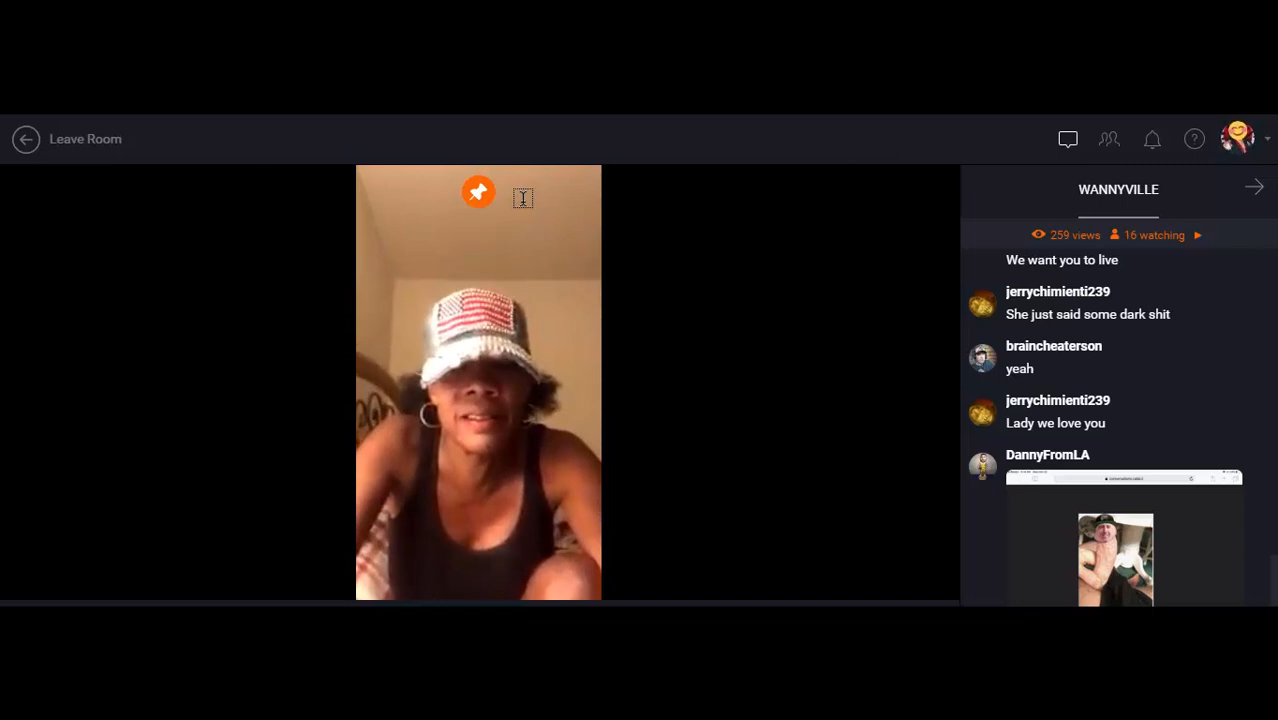 Leave Room
WANNYVILLE
259 views 16 watching
We want you to live
jerrychimienti239
She just said some dark shit
braincheaterson
yeah
jerrychimienti239
Lady we love you
DannyFromLA